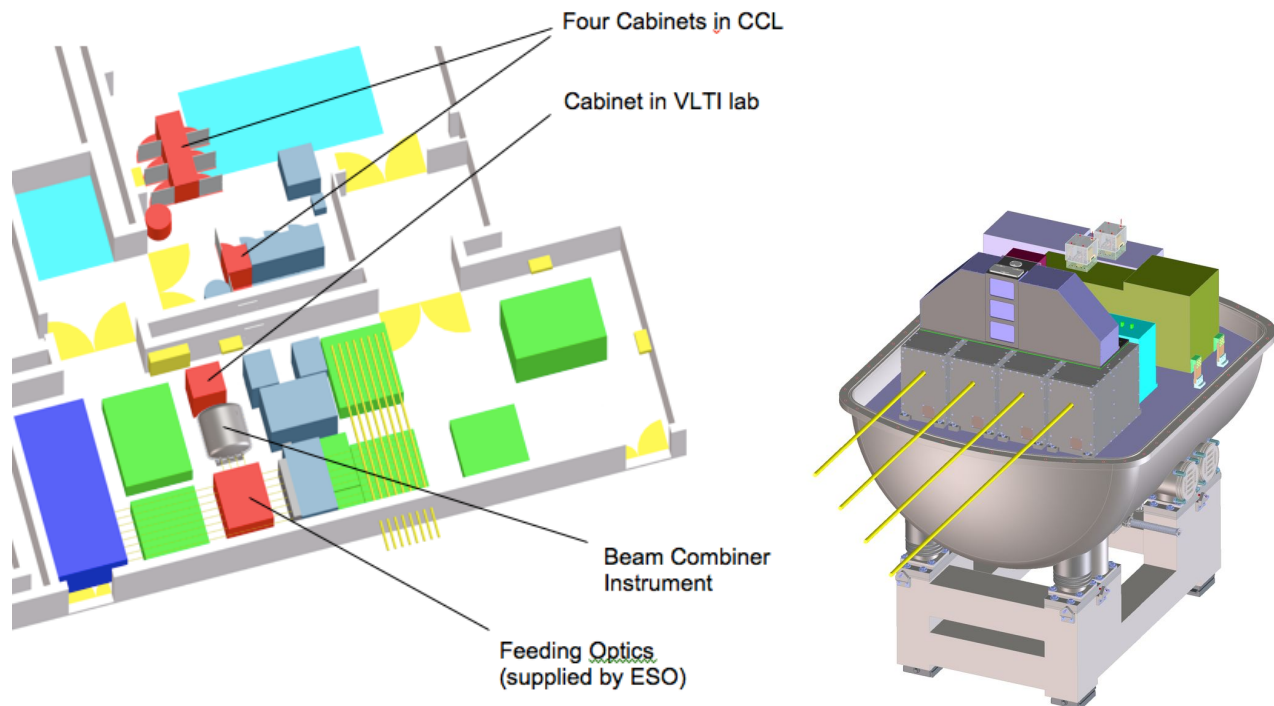 Four Cabinets in CCL
Cabinet in VLTI lab
Beam Combiner
Instrument
Feeding Optics
(supplied by ESO)